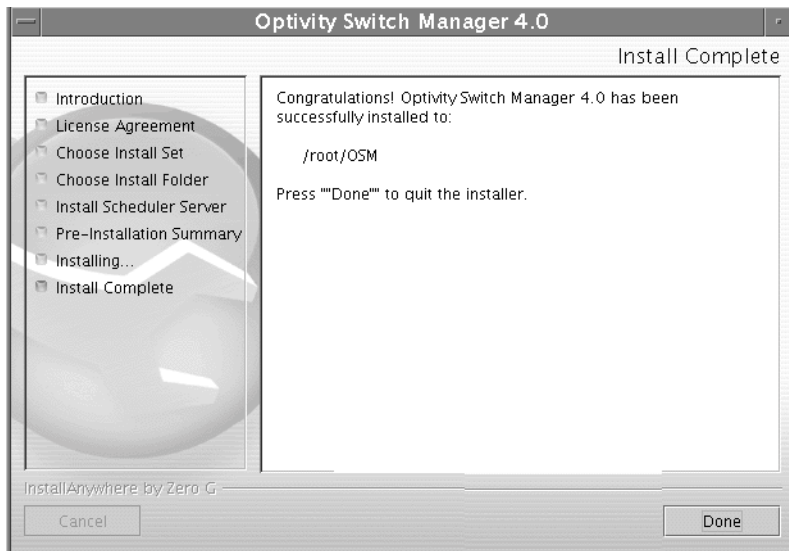 Optivity Switch Manager 4.0
Install Complete
Introduction
License Agreement
Choose Install Set
Choose Install Folder
Install Scheduler Server
Pre-Installation Summary
Installing...
Install Complete
Congratulations! Optivity Switch Manager 4.0 has been
successfully installed to:
/root/OSM
Press ""Done"" to quit the installer.
InstallAnywhere by Zero G
Cancel
Done